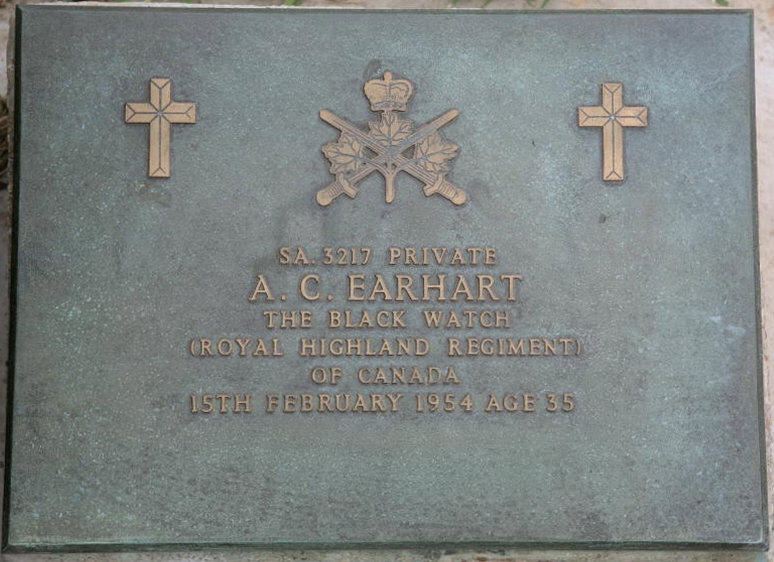 SA. 3217 PRIVATE
A. C. EARHART
THE BLACK WATCH
(ROYAL HIGHLAND REGIMENT)
OF CANADA
15TH FEBRUARY 1954 AGE 35